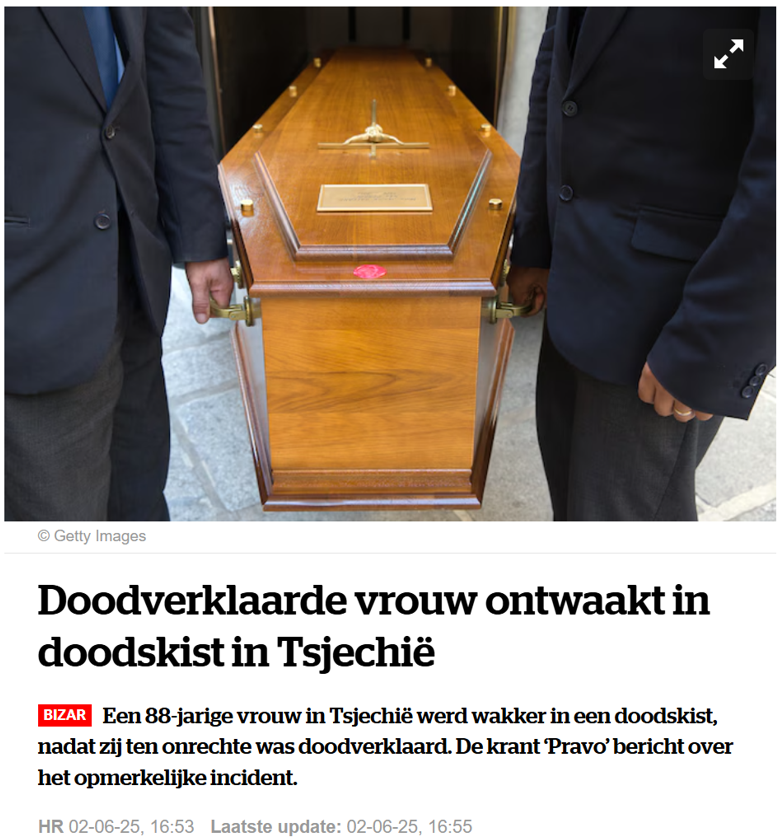 © Getty Images
Doodverklaarde vrouw ontwaakt in
doodskist in Tsjechië
BIZAR Een 88-jarige vrouw in Tsjechië werd wakker in een doodskist,
nadat zij ten onrechte was doodverklaard. De krant ‘Pravo’ bericht over
het opmerkelijke incident.
HR 02-06-25, 16:53 Laatste update: 02-06-25, 16:55